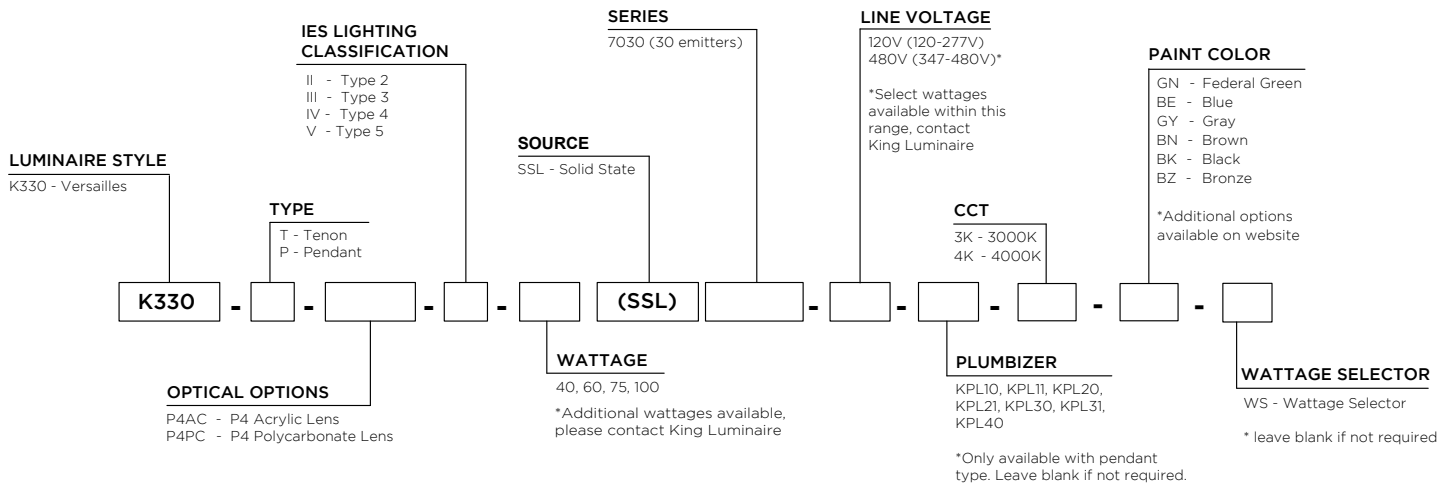 LUMINAIRE STYLE
K330 - Versailles
TYPE
T - Tenon
P - Pendant
IES LIGHTING
CLASSIFICATION
II - Type 2
III - Type 3
IV - Type 4
V - Type 5
SOURCE
SSL - Solid State
SERIES
7030 (30 emitters)
LINE VOLTAGE
120V (120-277V)
480V (347-480V)*
*Select wattages
available within this
range, contact
King Luminaire
CCT
3K - 3000K
4K - 4000K
PAINT COLOR
GN - Federal Green
BE - Blue
GY - Gray
BN - Brown
BK - Black
BZ - Bronze
*Additional options
available on website
K330 - - - - (SSL) - - - - -
OPTICAL OPTIONS
P4AC - P4 Acrylic Lens
P4PC - P4 Polycarbonate Lens
WATTAGE
40, 60, 75, 100
*Additional wattages available,
please contact King Luminaire
PLUMBIZER
KPL10, KPL11, KPL20,
KPL21, KPL30, KPL31,
KPL40
*Only available with pendant
type. Leave blank if not required.
WATTAGE SELECTOR
WS - Wattage Selector
* leave blank if not required